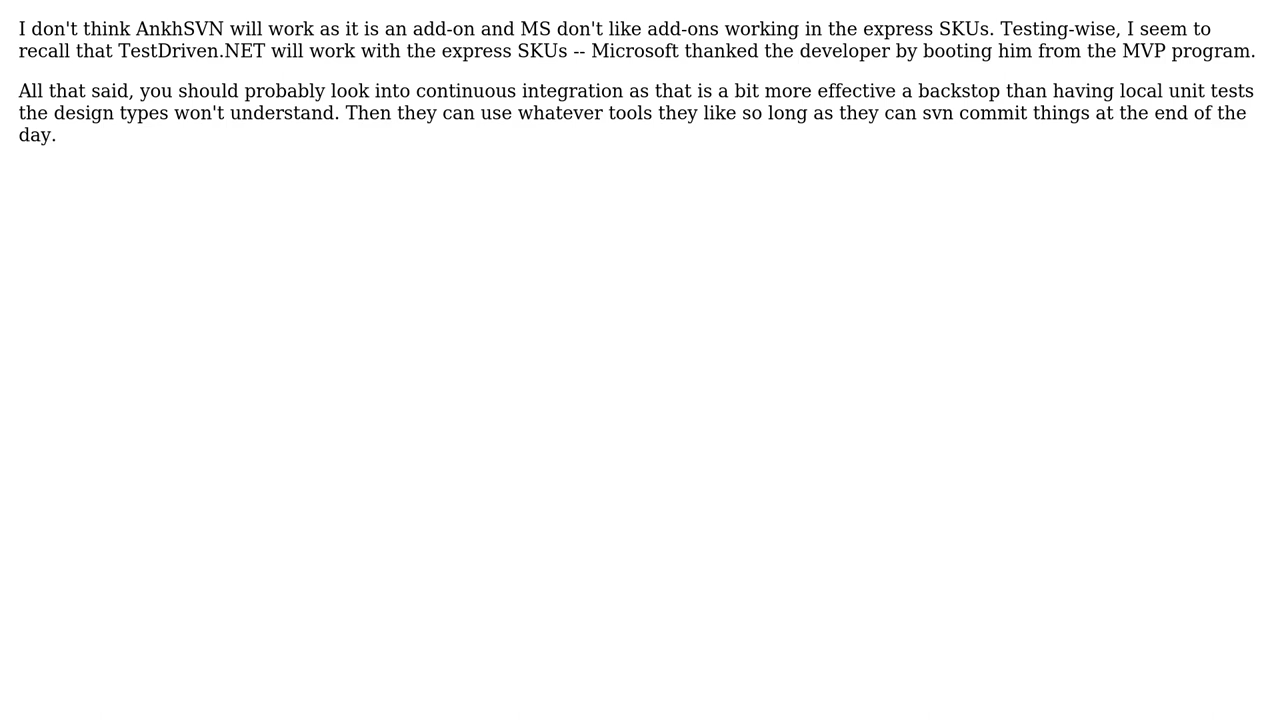 I don't think AnkhSVN will work as it is an add-on and MS don't like add-ons working in the express SKUs. Testing-wise, I seem to
recall that TestDriven.NET will work with the express SKUs -- Microsoft thanked the developer by booting him from the MVP program.
All that said, you should probably look into continuous integration as that is a bit more effective a backstop than having local unit tests
the design types won't understand. Then they can use whatever tools they like so long as they can svn commit things at the end of the
day.